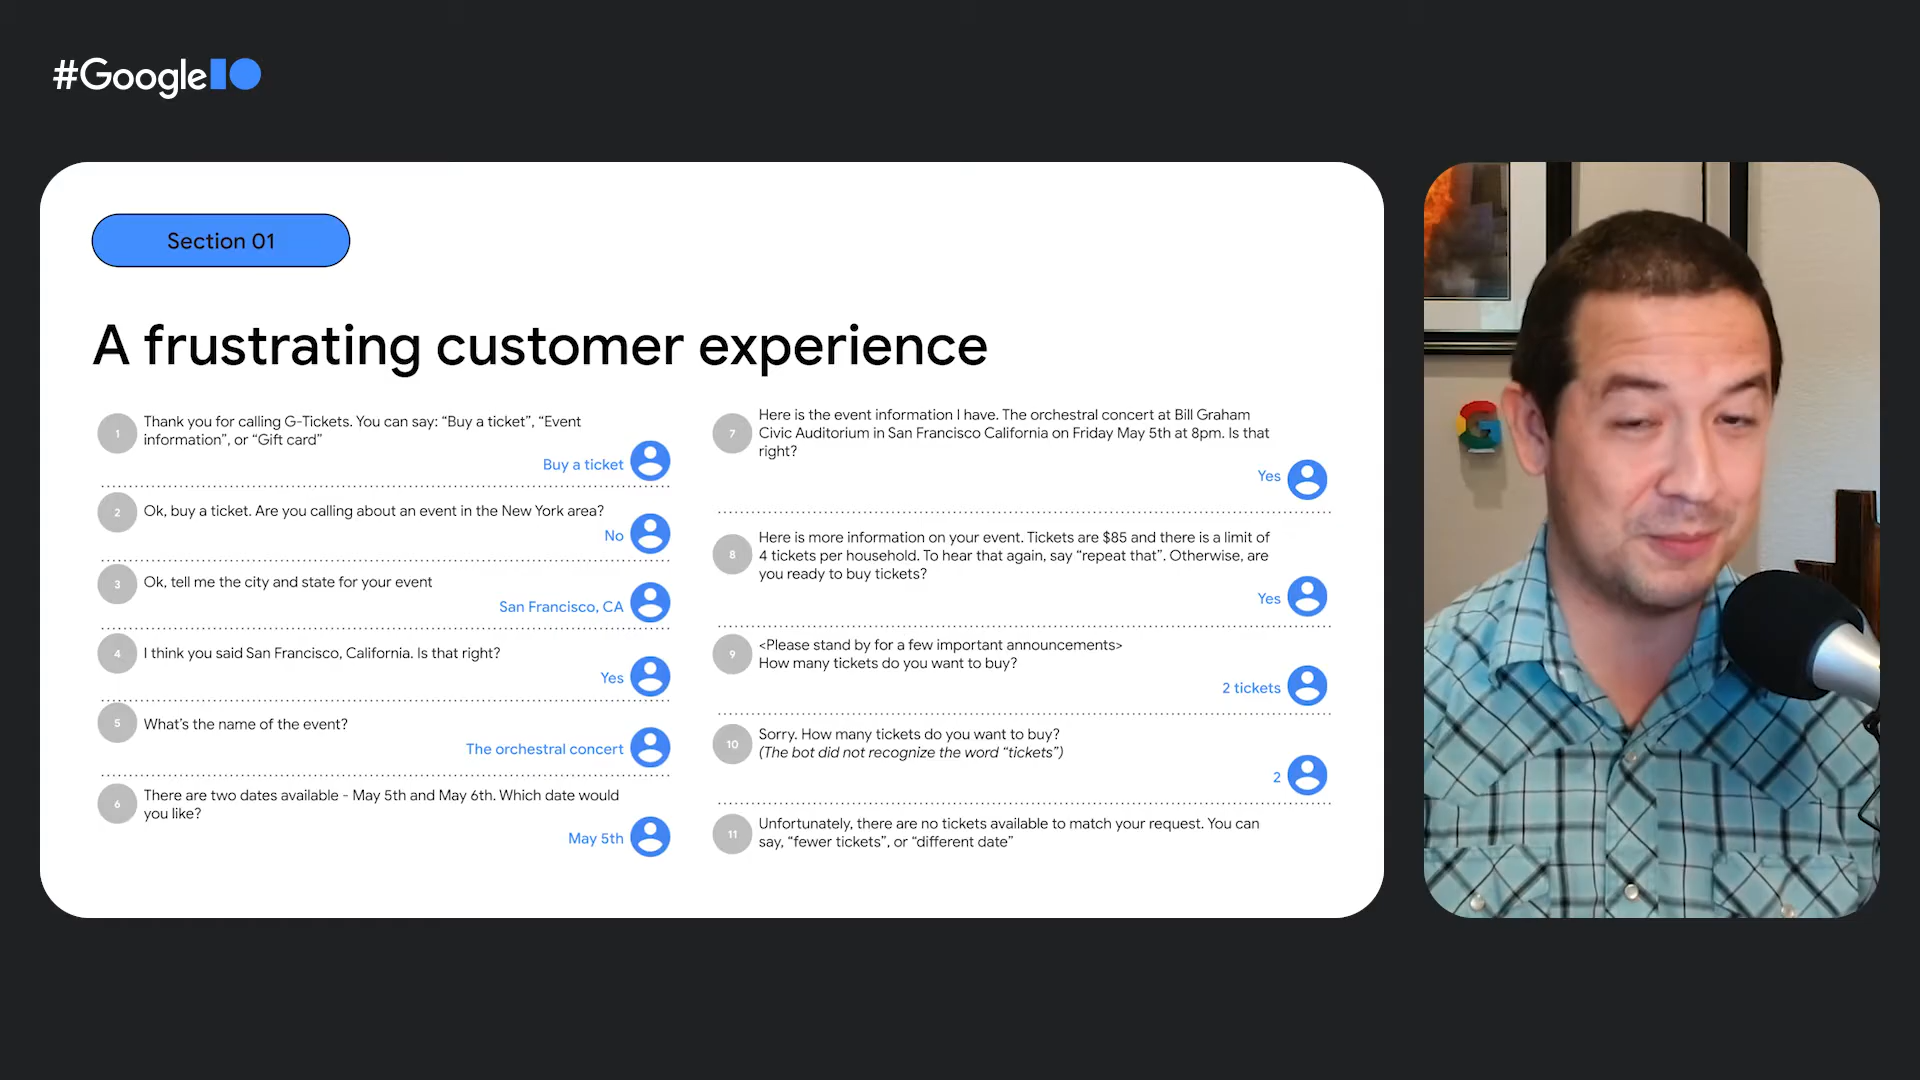 #GoogleIO
Section 01
A frustrating customer experience
1
Thank you for calling G-Tickets. You can say: “Buy a ticket”, “Event
information”, or “Gift card”
Buy a ticket
2
Ok, buy a ticket. Are you calling about an event in the New York area?
No
3
Ok, tell me the city and state for your event
San Francisco, CA
4
I think you said San Francisco, California. Is that right?
Yes
5
What’s the name of the event?
The orchestral concert
6
There are two dates available - May 5th and May 6th. Which date would
you like?
May 5th
7
Here is the event information I have. The orchestral concert at Bill Graham
Civic Auditorium in San Francisco California on Friday May 5th at 8pm. Is that
right?
Yes
8
Here is more information on your event. Tickets are $85 and there is a limit of
4 tickets per household. To hear that again, say “repeat that”. Otherwise, are
you ready to buy tickets?
Yes
9
<Please stand by for a few important announcements>
How many tickets do you want to buy?
2 tickets
10
Sorry. How many tickets do you want to buy?
(The bot did not recognize the word “tickets”)
2
11
Unfortunately, there are no tickets available to match your request. You can
say, “fewer tickets”, or “different date”
G